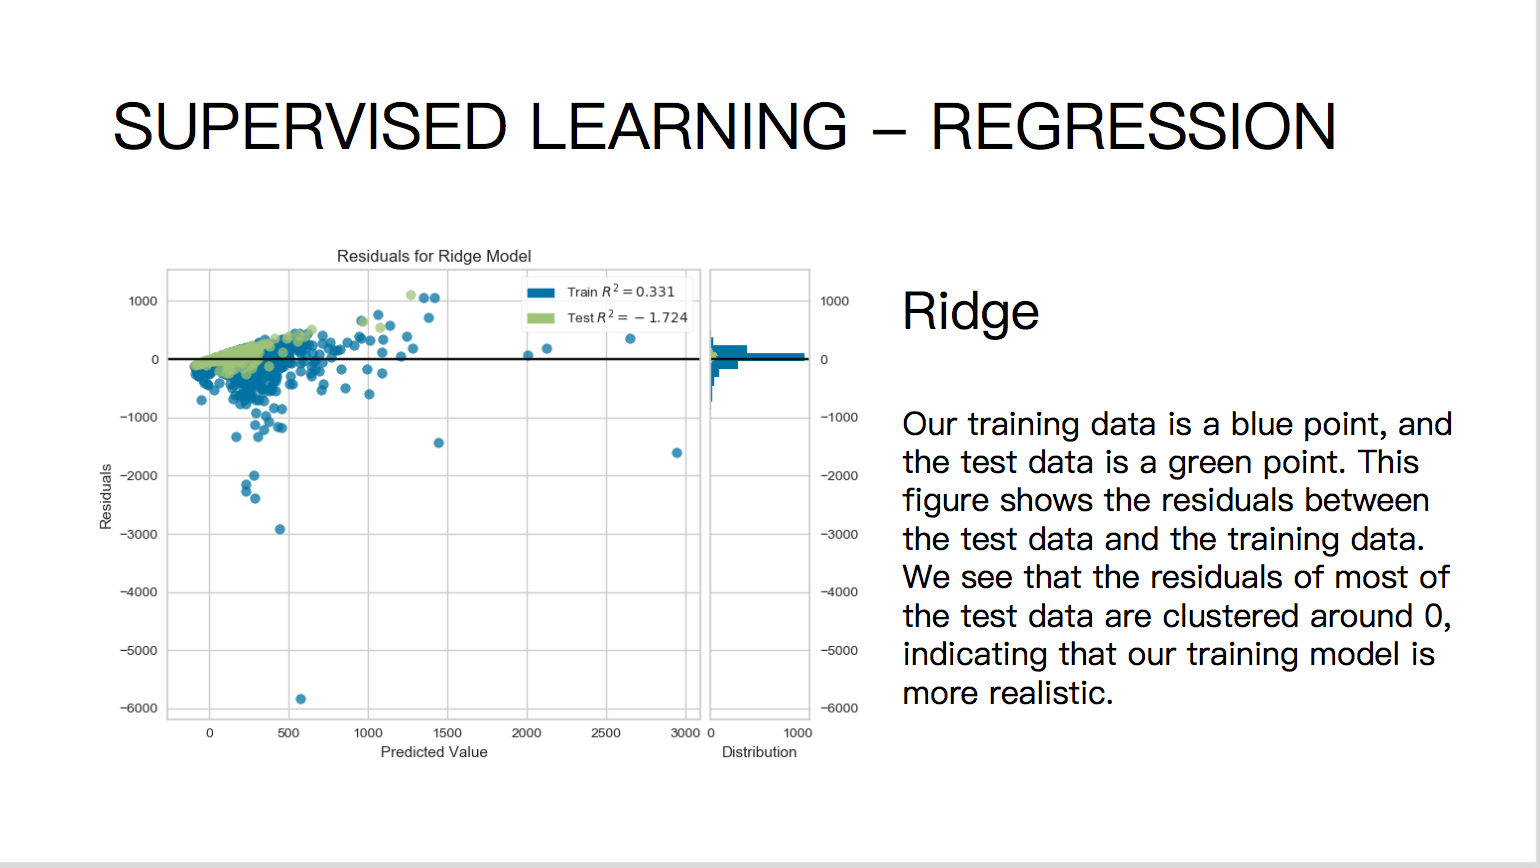 SUPERVISED LEARNING – REGRESSION
Residuals for Ridge Model
Train R² = 0.331
Test R² = −1.724
1000
0
−1000
−2000
−3000
−4000
−5000
−6000
Residuals
0 500 1000 1500 2000 2500 3000
Predicted Value
1000
0
−1000
−2000
−3000
−4000
−5000
−6000
0 1000
Distribution
Ridge
Our training data is a blue point, and
the test data is a green point. This
figure shows the residuals between
the test data and the training data.
We see that the residuals of most of
the test data are clustered around 0,
indicating that our training model is
more realistic.